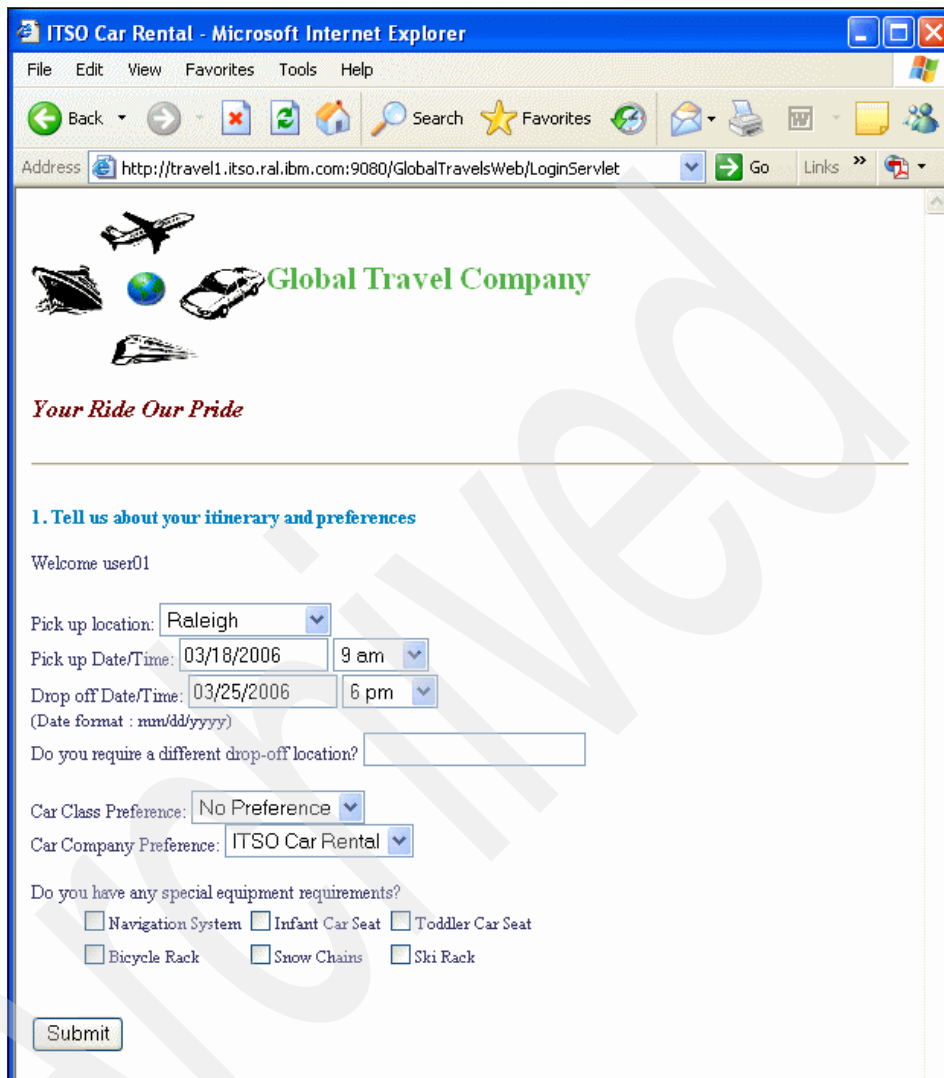 ITSO Car Rental - Microsoft Internet Explorer
File Edit View Favorites Tools Help
Back Search Favorites
Address http://travel1.itso.ral.ibm.com:9080/GlobalTravelsWeb/LoginServlet Go Links »
Global Travel Company
Your Ride Our Pride
1. Tell us about your itinerary and preferences
Welcome user01
Pick up location: Raleigh
Pick up Date/Time: 03/18/2006 9 am
Drop off Date/Time: 03/25/2006 6 pm
(Date format : mm/dd/yyyy)
Do you require a different drop-off location?
Car Class Preference: No Preference
Car Company Preference: ITSO Car Rental
Do you have any special equipment requirements?
Navigation System Infant Car Seat Toddler Car Seat
Bicycle Rack Snow Chains Ski Rack
Submit
Archived